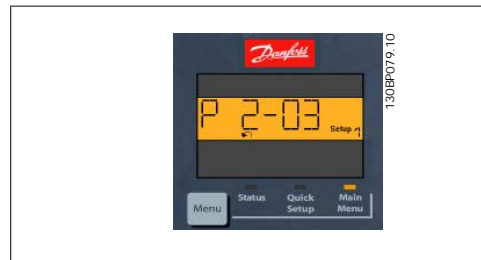 Danfoss
P 2-03
Setup 1
Status Quick Setup Main Menu
Menu
130BP079.10